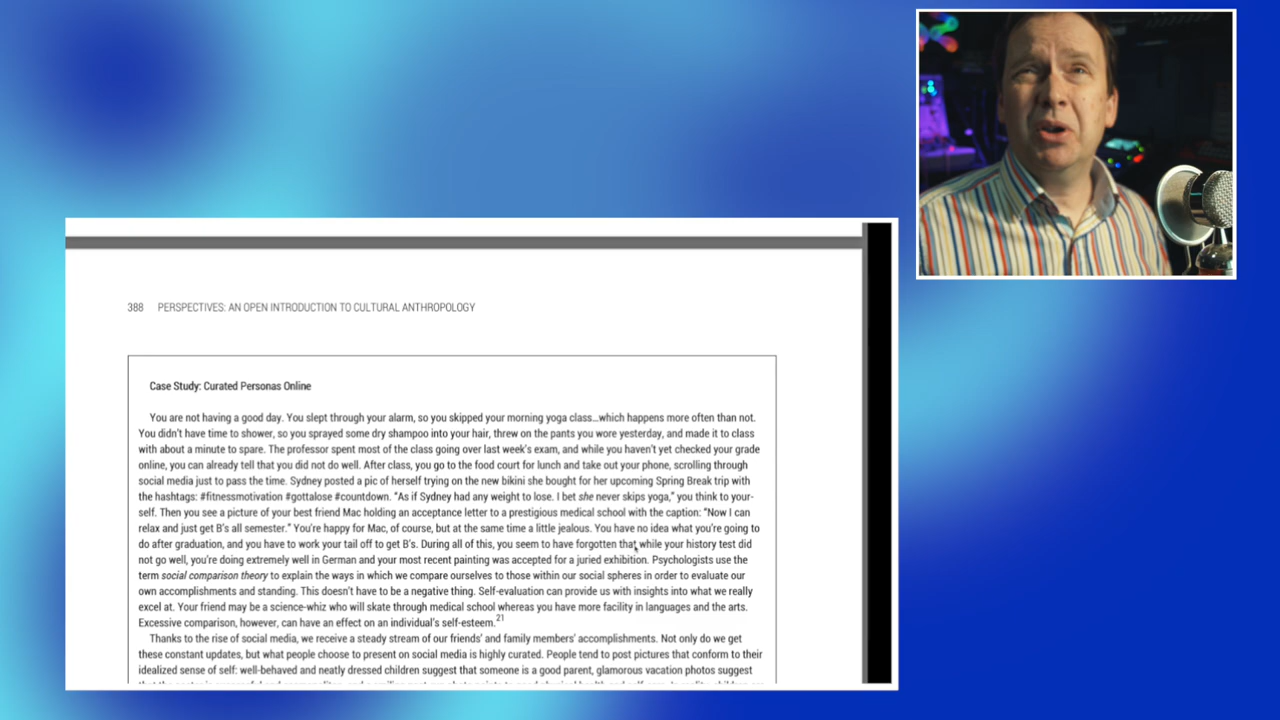 388 PERSPECTIVES: AN OPEN INTRODUCTION TO CULTURAL ANTHROPOLOGY
Case Study: Curated Personas Online
You are not having a good day. You slept through your alarm, so you skipped your morning yoga class...which happens more often than not.
You didn't have time to shower, so you sprayed some dry shampoo into your hair, threw on the pants you wore yesterday, and made it to class
with about a minute to spare. The professor spent most of the class going over last week's exam, and while you haven't yet checked your grade
online, you can already tell that you did not do well. After class, you go to the food court for lunch and take out your phone, scrolling through
social media just to pass the time. Sydney posted a pic of herself trying on the new bikini she bought for her upcoming Spring Break trip with
the hashtags: #fitnessmotivation #gottalose #countdown. “As if Sydney had any weight to lose. I bet she never skips yoga,” you think to your-
self. Then you see a picture of your best friend Mac holding an acceptance letter to a prestigious medical school with the caption: “Now I can
relax and just get B's all semester.” You're happy for Mac, of course, but at the same time a little jealous. You have no idea what you're going to
do after graduation, and you have to work your tail off to get B's. During all of this, you seem to have forgotten that while your history test did
not go well, you're doing extremely well in German and your most recent painting was accepted for a juried exhibition. Psychologists use the
term social comparison theory to explain the ways in which we compare ourselves to those within our social spheres in order to evaluate our
own accomplishments and standing. This doesn't have to be a negative thing. Self-evaluation can provide us with insights into what we really
excel at. Your friend may be a science-whiz who will skate through medical school whereas you have more facility in languages and the arts.
Excessive comparison, however, can have an effect on an individual's self-esteem.21
Thanks to the rise of social media, we receive a steady stream of our friends' and family members' accomplishments. Not only do we get
these constant updates, but what people choose to present on social media is highly curated. People tend to post pictures that conform to their
idealized sense of self: well-behaved and neatly dressed children suggest that someone is a good parent, glamorous vacation photos suggest